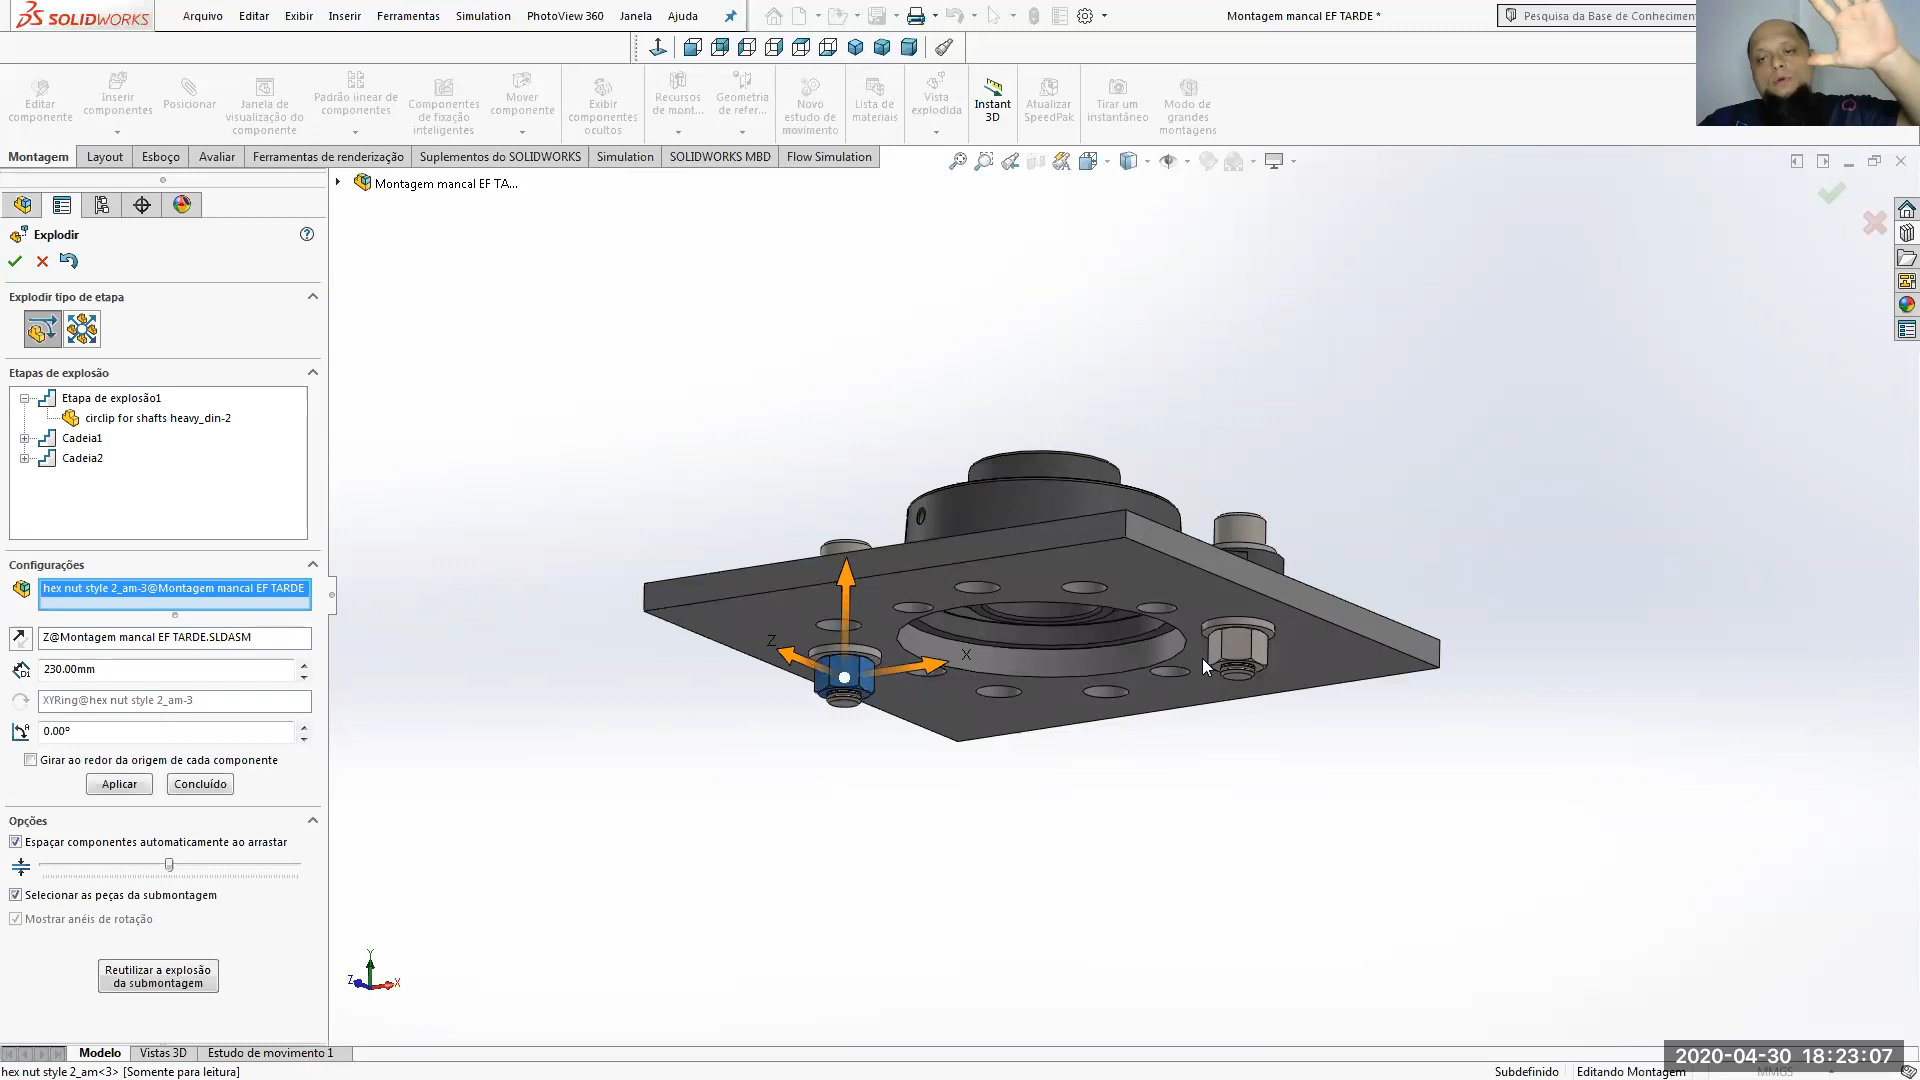 SOLIDWORKS
Arquivo Editar Exibir Inserir Ferramentas Simulation PhotoView 360 Janela Ajuda
Montagem mancal EF TARDE *
Pesquisa da Base de Conhecimen
Editar componente
Inserir componentes
Posicionar
Janela de visualização do componente
Padrão linear de componentes
Componentes de fixação inteligentes
Mover componente
Exibir componentes ocultos
Recursos de mont...
Geometria de refer...
Novo estudo de movimento
Lista de materiais
Vista explodida
Instant 3D
Atualizar SpeedPak
Tirar um instantâneo
Modo de grandes montagens
Montagem Layout Esboço Avaliar Ferramentas de renderização Suplementos do SOLIDWORKS Simulation SOLIDWORKS MBD Flow Simulation
Montagem mancal EF TA...
Explodir
Explodir tipo de etapa
Etapas de explosão
Etapa de explosão1
circlip for shafts heavy_din-2
Cadeia1
Cadeia2
Configurações
hex nut style 2_am-3@Montagem mancal EF TARDE
Z@Montagem mancal EF TARDE.SLDASM
230.00mm
XYRing@hex nut style 2_am-3
0.00°
Girar ao redor da origem de cada componente
Aplicar Concluído
Opções
Espaçar componentes automaticamente ao arrastar
Selecionar as peças da submontagem
Mostrar anéis de rotação
Reutilizar a explosão
da submontagem
Z
X
Y
Z
X
Modelo Vistas 3D Estudo de movimento 1
hex nut style 2_am<3> [Somente para leitura]
Subdefinido Editando Montagem MMGS
2020-04-30 18:23:07